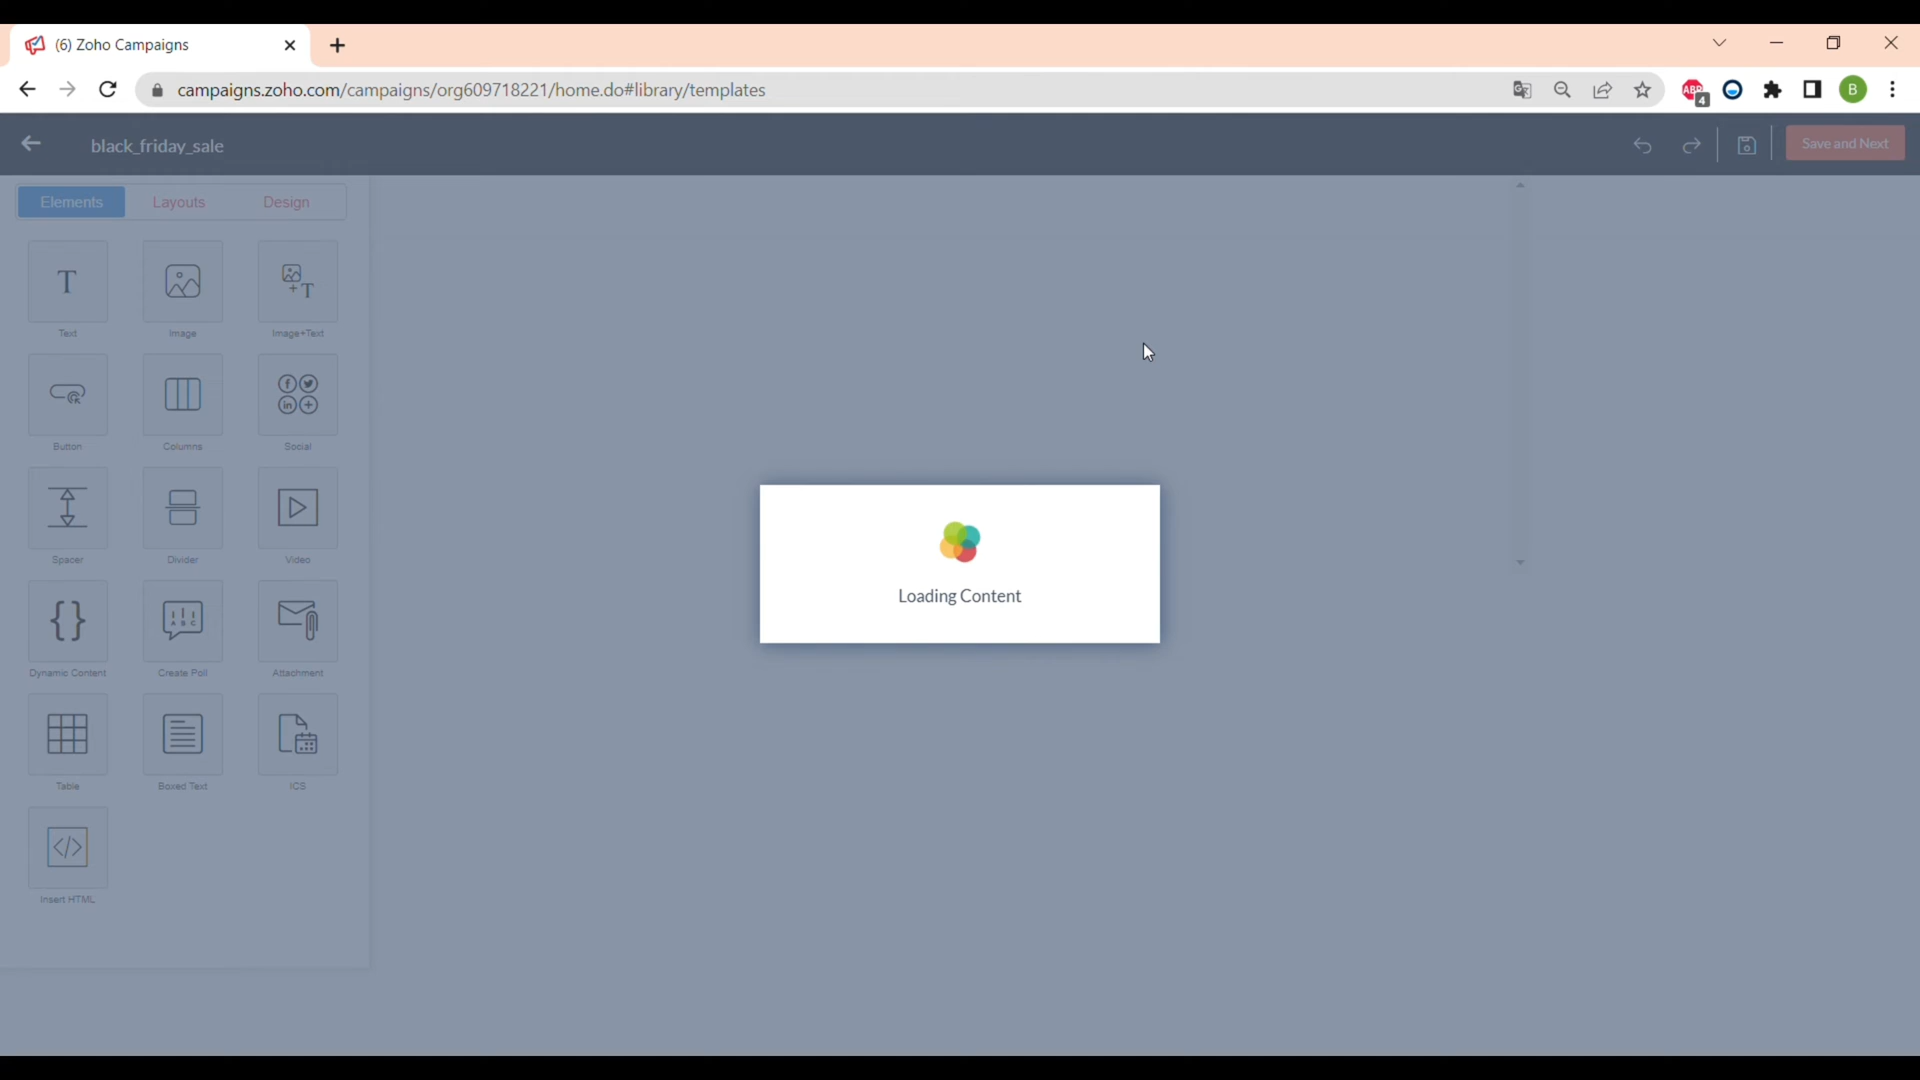 (6) Zoho Campaigns
campaigns.zoho.com/campaigns/org609718221/home.do#library/templates
ABP
4
B
black_friday_sale
Save and Next
Elements Layouts Design
T
T
Text Image Image+Text
Button Columns Social
Spacer Divider Video
A B C
Dynamic Content Create Poll Attachment
Table Boxed Text ICS
Insert HTML
Loading Content